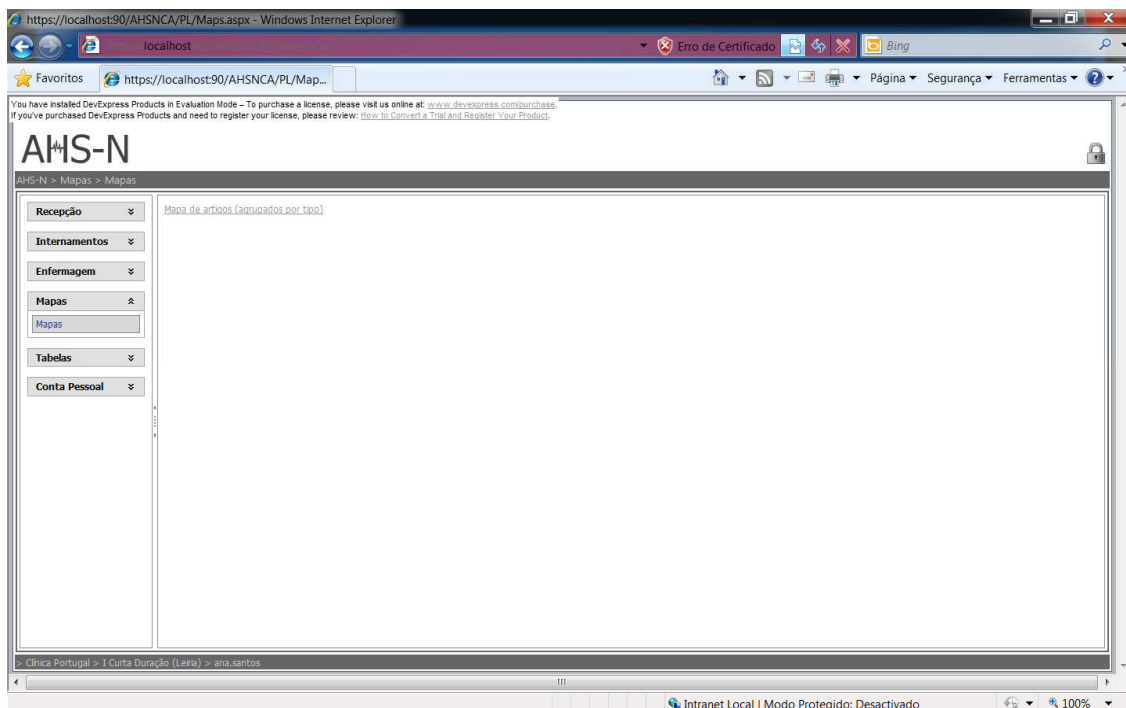 https://localhost:90/AHSNCA/PL/Maps.aspx - Windows Internet Explorer
localhost
Erro de Certificado
Bing
Favoritos
https://localhost:90/AHSNCA/PL/Map...
Página
Segurança
Ferramentas
You have installed DevExpress Products in Evaluation Mode – To purchase a license, please visit us online at: www.devexpress.com/purchase.
If you've purchased DevExpress Products and need to register your license, please review: How to Convert a Trial and Register Your Product.
AHS-N
AHS-N > Mapas > Mapas
Recepção
Mapa de artigos (agrupados por tipo)
Internamentos
Enfermagem
Mapas
Mapas
Tabelas
Conta Pessoal
> Clínica Portugal > I Curta Duração (Leiria) > ana.santos
Intranet Local | Modo Protegido: Desactivado
100%